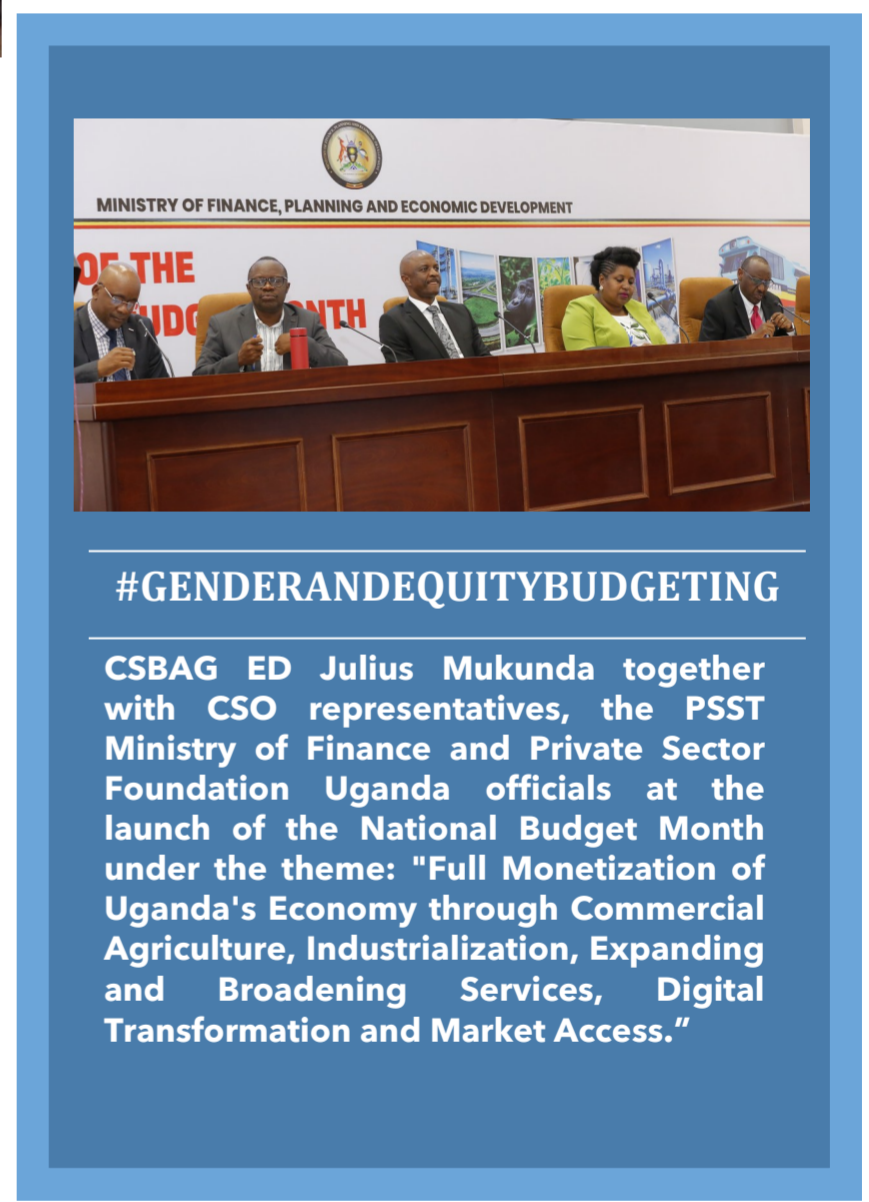 MINISTRY OF FINANCE, PLANNING AND ECONOMIC DEVELOPMENT
OF THE
#GENDERANDEQUITYBUDGETING
CSBAG ED Julius Mukunda together
with CSO representatives, the PSST
Ministry of Finance and Private Sector
Foundation Uganda officials at the
launch of the National Budget Month
under the theme: "Full Monetization of
Uganda's Economy through Commercial
Agriculture, Industrialization, Expanding
and Broadening Services, Digital
Transformation and Market Access.”